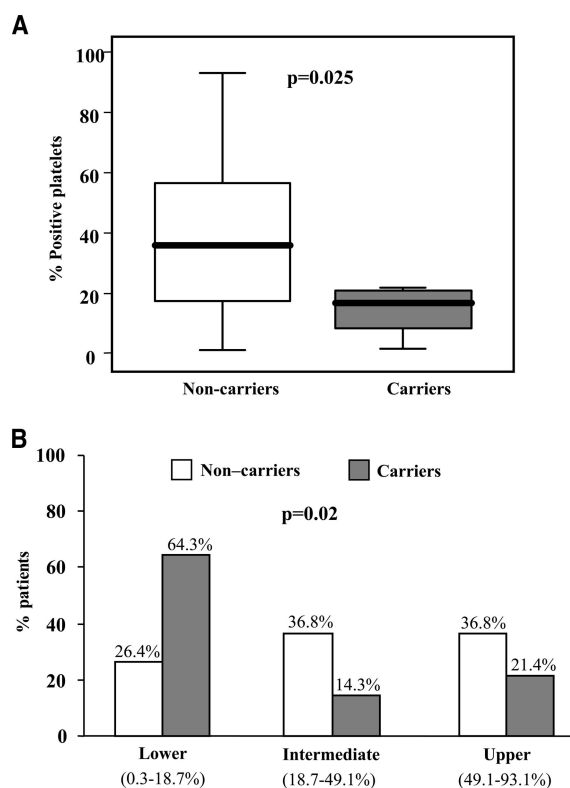 A
100
80
60
40
20
0
% Positive platelets
p=0.025
Non-carriers
Carriers
B
100
80
60
40
20
0
% patients
Non–carriers
Carriers
p=0.02
26.4%
64.3%
36.8%
14.3%
36.8%
21.4%
Lower
(0.3-18.7%)
Intermediate
(18.7-49.1%)
Upper
(49.1-93.1%)